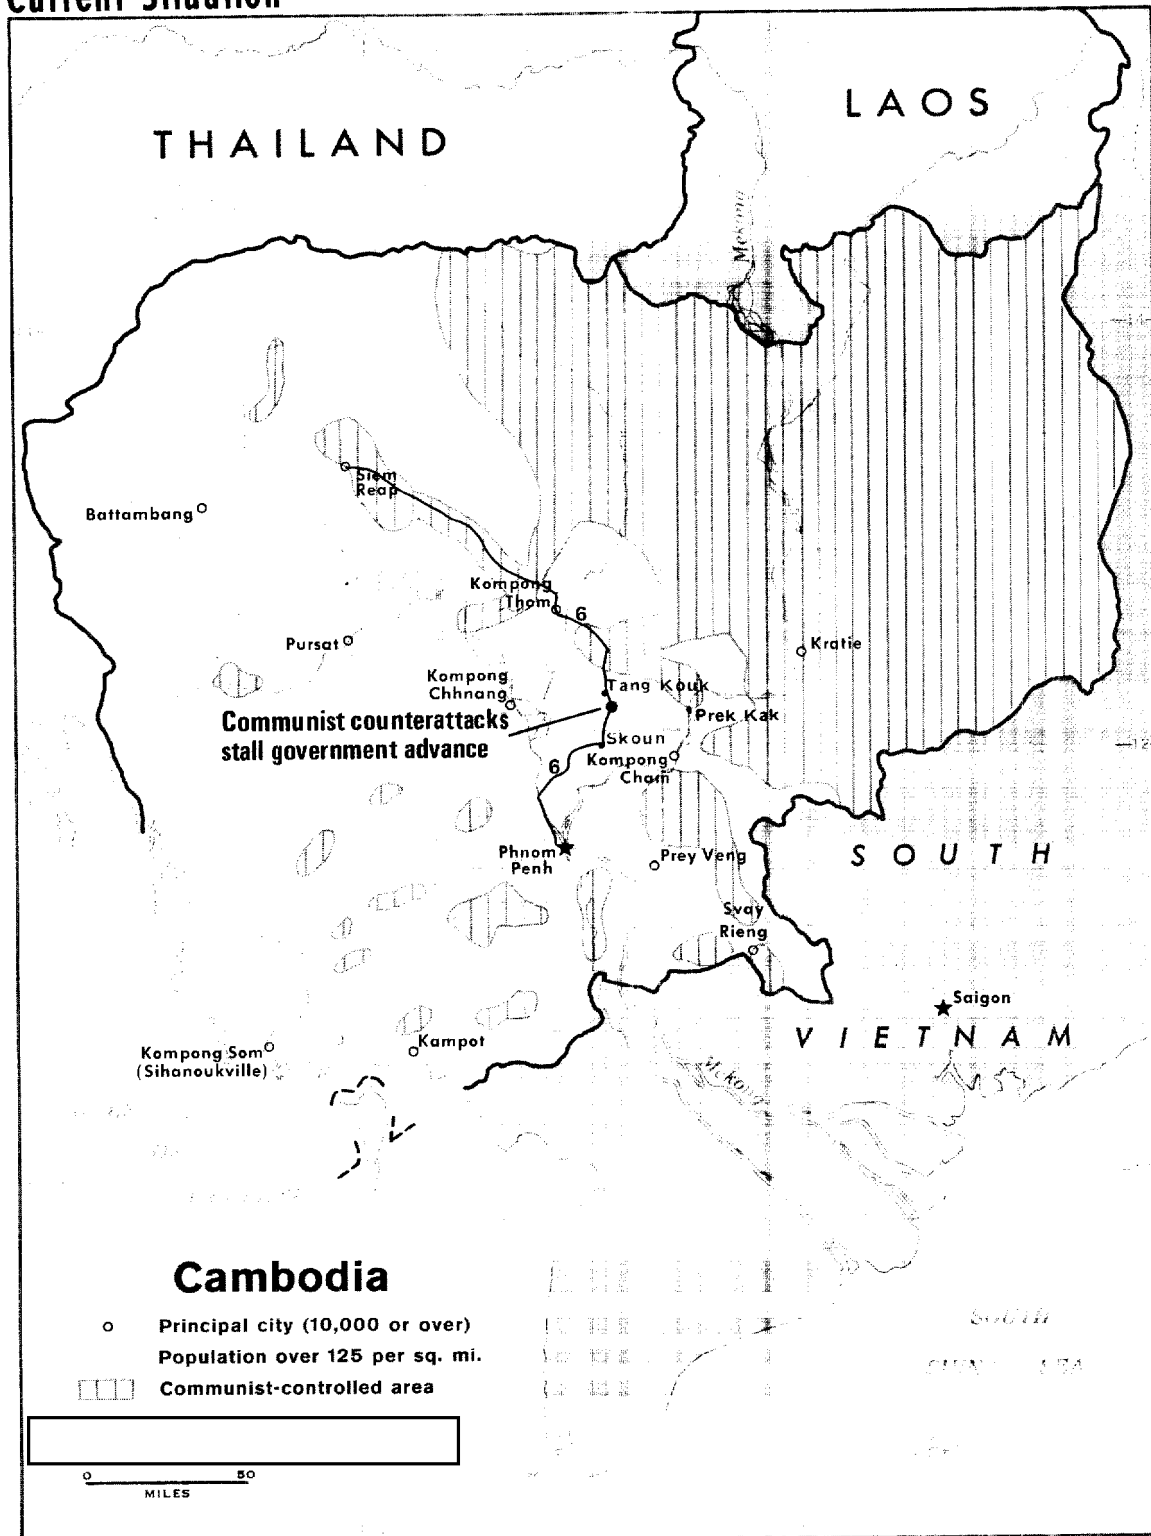 Current Situation
THAILAND
LAOS
Mekong
Siem
Reap
Battambang
Kompong
Thom
6
Pursat
Kratie
Kompong
Chhnang
Tang Kouk
Communist counterattacks
stall government advance
Prek Kak
Skoun
12
6
Kompong
Cham
Phnom
Penh
Prey Veng
SOUTH
Svay
Rieng
Saigon
VIETNAM
Kompong Som
(Sihanoukville)
Kampot
Mekong
Cambodia
Principal city (10,000 or over)
Population over 125 per sq. mi.
Communist-controlled area
SOUTH
0 50
MILES